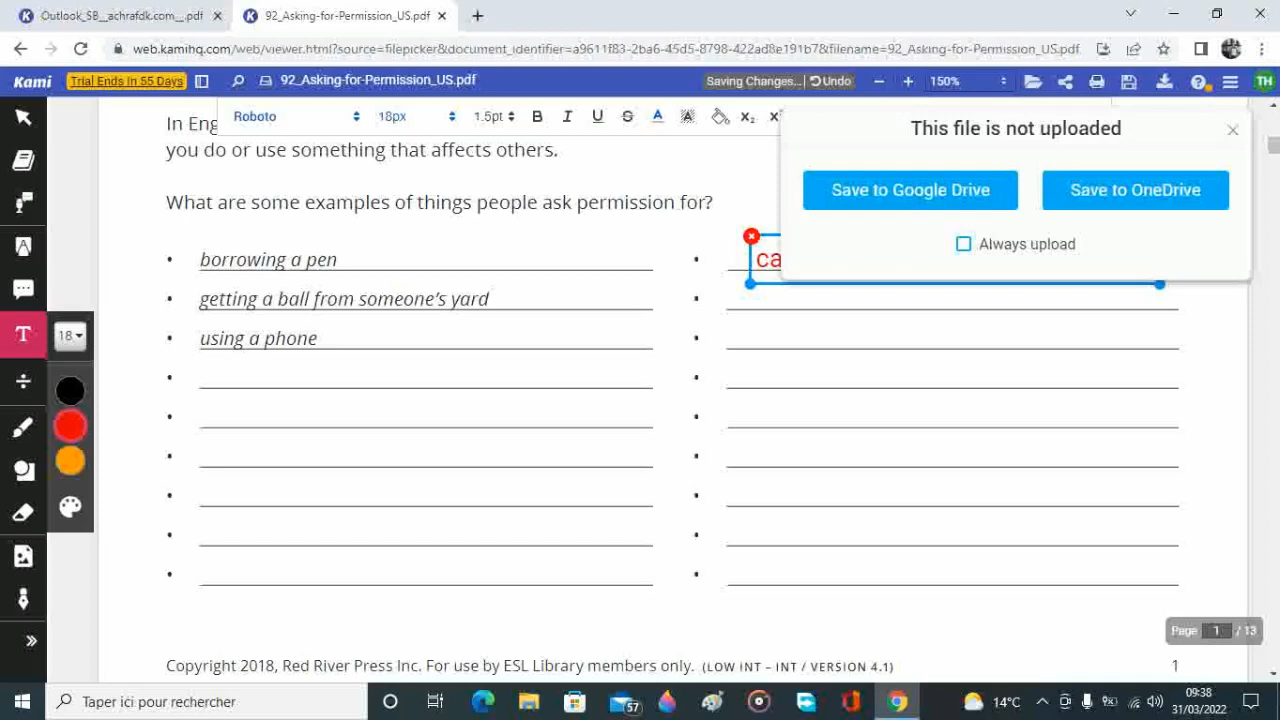 Outlook_SB__achrafdk.com__.pdf
92_Asking-for-Permission_US.pdf
web.kamihq.com/web/viewer.html?source=filepicker&document_identifier=a9611f83-2ba6-45d5-8798-422ad8e191b7&filename=92_Asking-for-Permission_US.pdf
Kami Trial Ends In 55 Days 92_Asking-for-Permission_US.pdf Saving Changes... Undo 150% TH
In Eng
Roboto 18px 1.5pt B I U S A A X₂
This file is not uploaded
you do or use something that affects others.
Save to Google Drive Save to OneDrive
What are some examples of things people ask permission for?
Always upload
• borrowing a pen • ca
• getting a ball from someone's yard •
T 18
• using a phone •
Page 1 / 13
Copyright 2018, Red River Press Inc. For use by ESL Library members only. (LOW INT – INT / VERSION 4.1) 1
Taper ici pour rechercher 57 14°C 09:38
31/03/2022